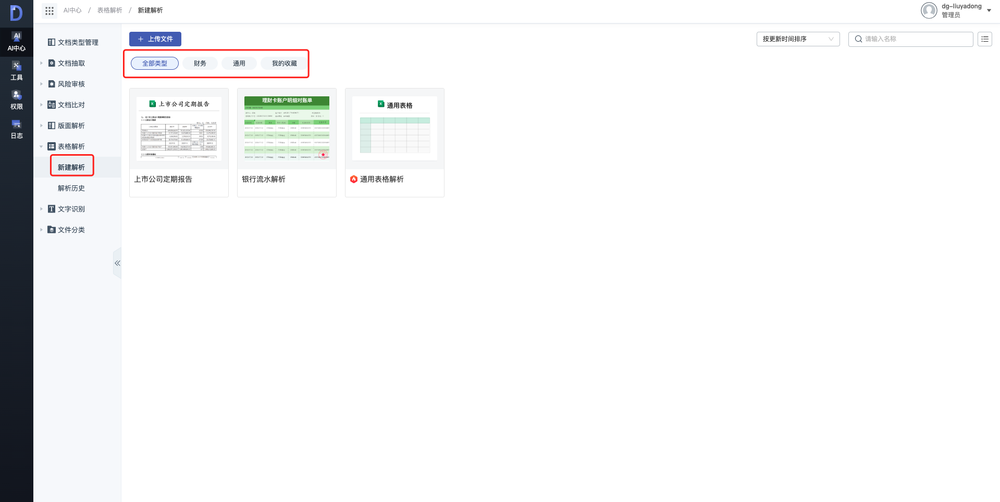 AI中心 / 表格解析 / 新建解析
dg-liuyadong
管理员
AI
AI中心
工具
权限
日志
文档类型管理
文档抽取
风险审核
文档比对
版面解析
表格解析
新建解析
解析历史
文字识别
文件分类
+ 上传文件
按更新时间排序
请输入名称
全部类型 财务 通用 我的收藏
上市公司定期报告
理财卡账户明细对账单
通用表格
上市公司定期报告
银行流水解析
通用表格解析